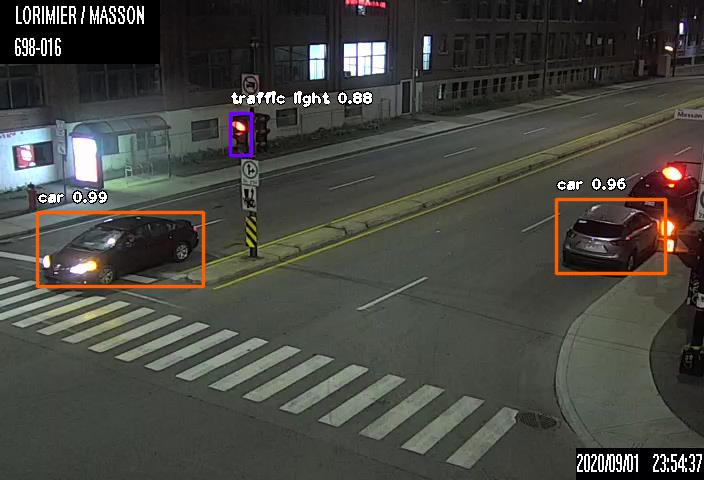 LORIMIER / MASSON
698-016
traffic light 0.88
Masson
car 0.96
car 0.99
2020/09/01 23:54:37